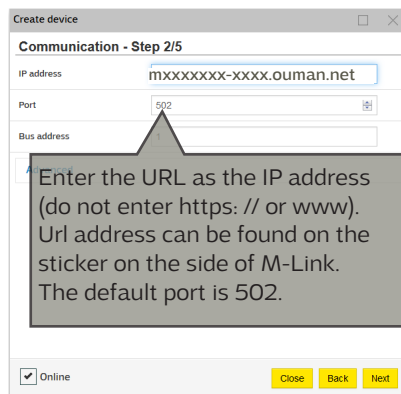 Create device
Communication - Step 2/5
IP address
mxxxxxxx-xxxx.ouman.net
Port
502
Bus address
1
Advanced
Enter the URL as the IP address
(do not enter https: // or www).
Url address can be found on the
sticker on the side of M-Link.
The default port is 502.
Online
Close
Back
Next